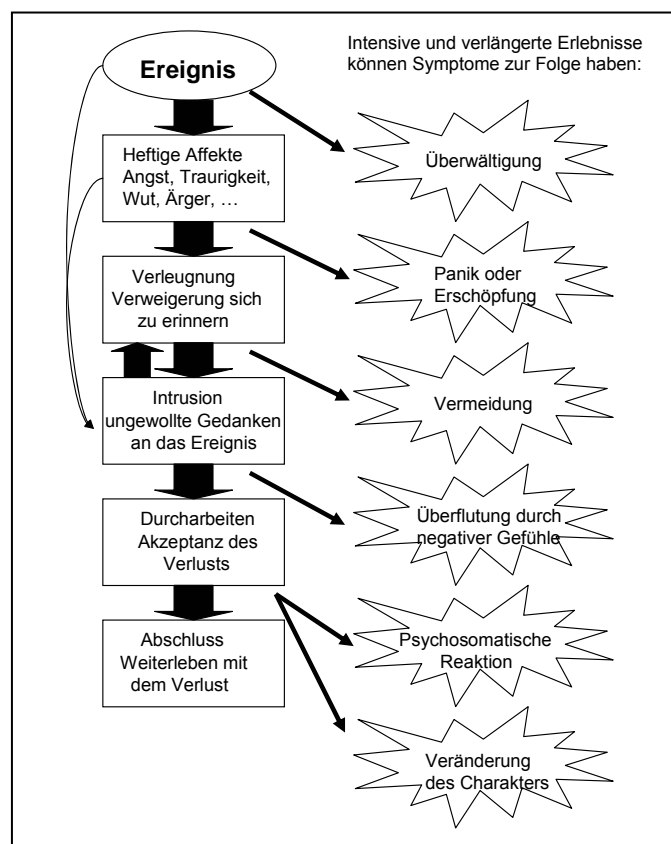 Intensive und verlängerte Erlebnisse
können Symptome zur Folge haben:
Ereignis
Überwältigung
Heftige Affekte
Angst, Traurigkeit,
Wut, Ärger, …
Panik oder
Erschöpfung
Verleugnung
Verweigerung sich
zu erinnern
Vermeidung
Intrusion
ungewollte Gedanken
an das Ereignis
Überflutung durch
negativer Gefühle
Durcharbeiten
Akzeptanz des
Verlusts
Psychosomatische
Reaktion
Abschluss
Weiterleben mit
dem Verlust
Veränderung
des Charakters